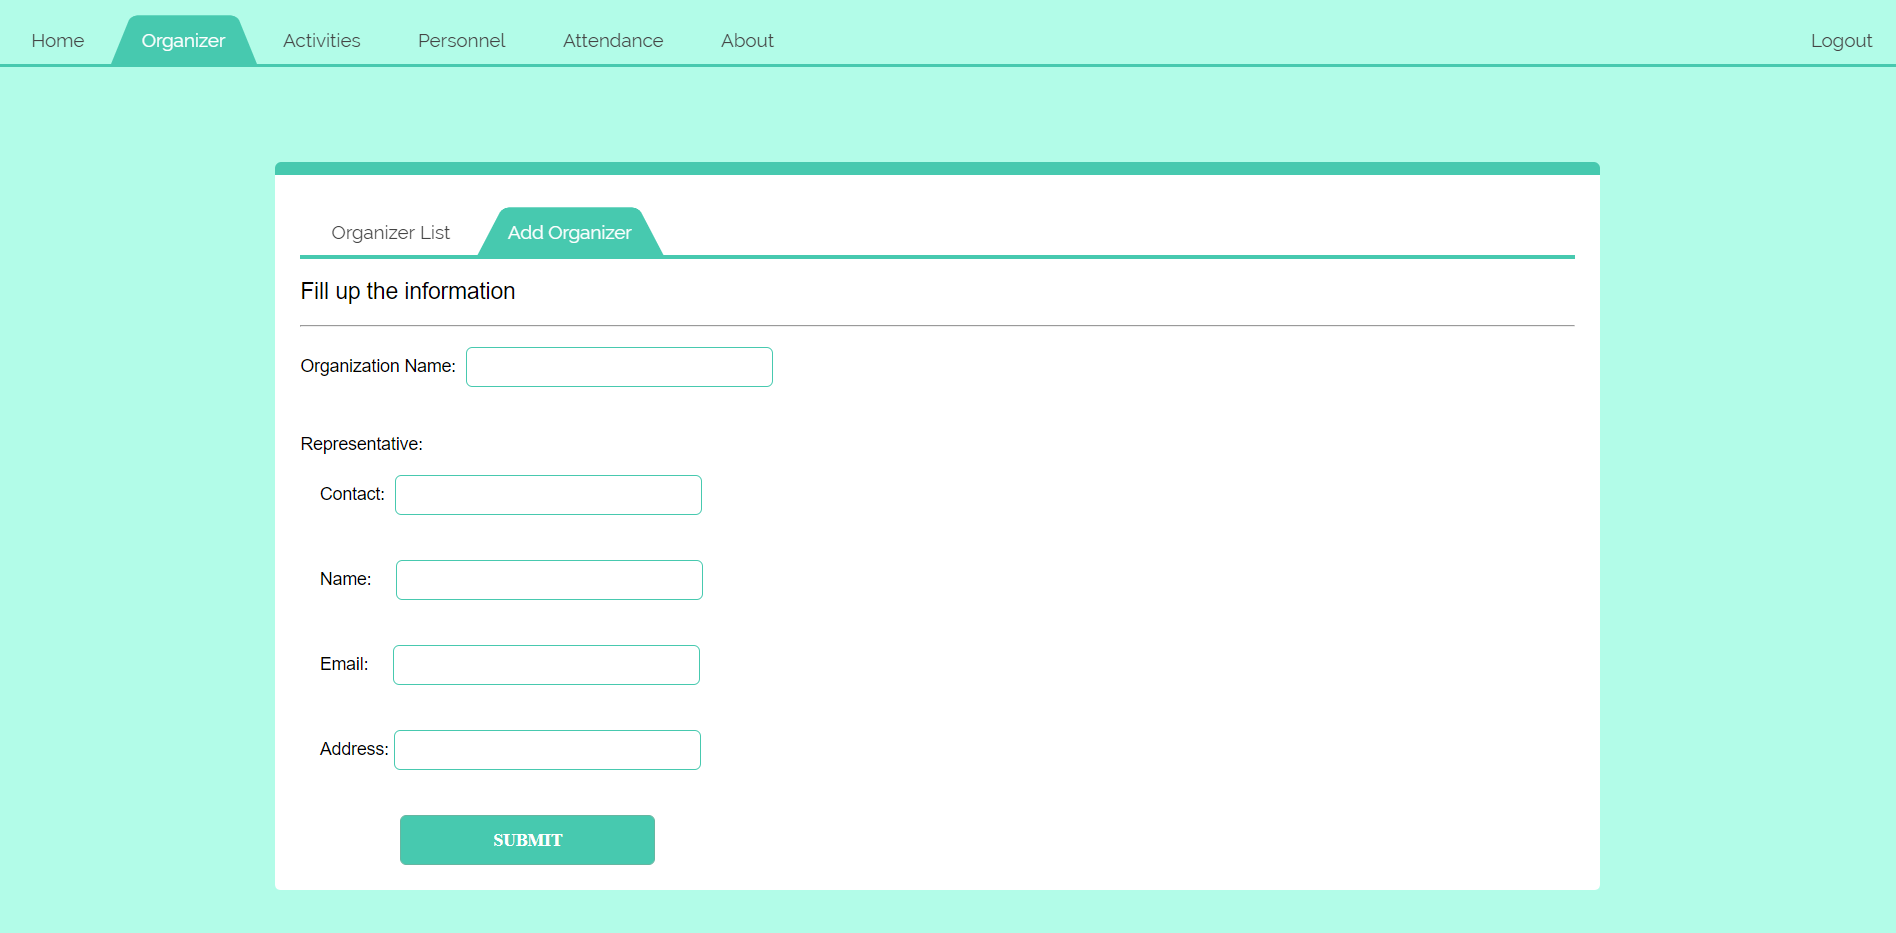 Home Organizer Activities Personnel Attendance About Logout
Organizer List Add Organizer
Fill up the information
Organization Name:
Representative:
Contact:
Name:
Email:
Address:
SUBMIT